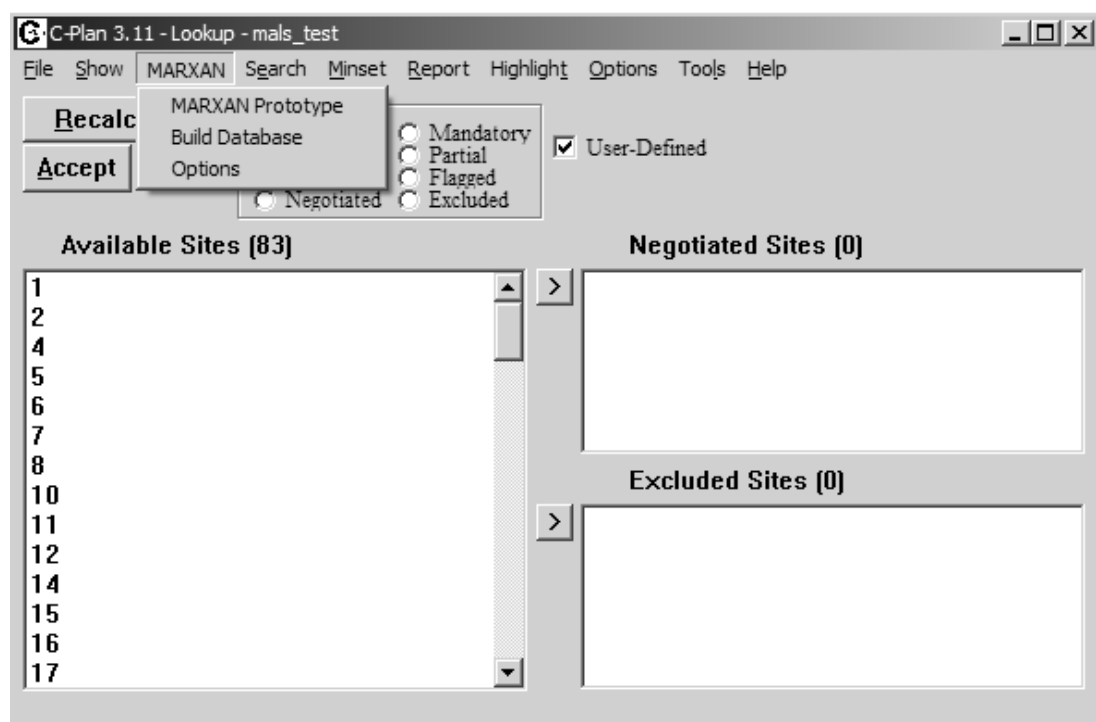 C-Plan 3.11 - Lookup - mals_test
File Show MARXAN Search Minset Report Highlight Options Tools Help
MARXAN Prototype
Build Database
Options
Recalc
Accept
Mandatory
Partial
Flagged
Negotiated Excluded
User-Defined
Available Sites (83)
Negotiated Sites (0)
1
2
4
5
6
7
8
10
11
12
14
15
16
17
>
Excluded Sites (0)
>